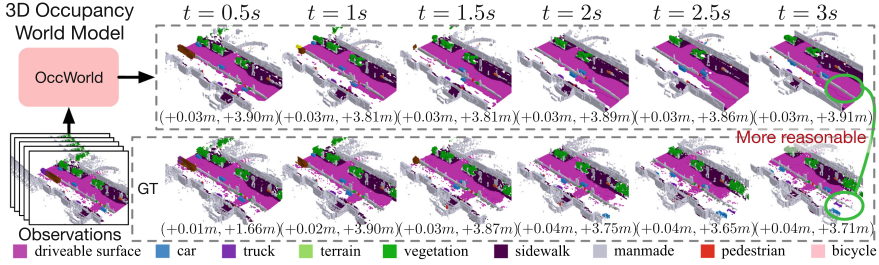 3D Occupancy
World Model
OccWorld
Observations
t = 0.5s t = 1s t = 1.5s t = 2s t = 2.5s t = 3s
(+0.03m, +3.90m) (+0.03m, +3.81m) (+0.03m, +3.81m) (+0.03m, +3.89m) (+0.03m, +3.86m) (+0.03m, +3.91m)
More reasonable
GT
(+0.01m, +1.66m) (+0.02m, +3.90m) (+0.03m, +3.87m) (+0.04m, +3.75m) (+0.04m, +3.65m) (+0.04m, +3.71m)
driveable surface car truck terrain vegetation sidewalk manmade pedestrian bicycle